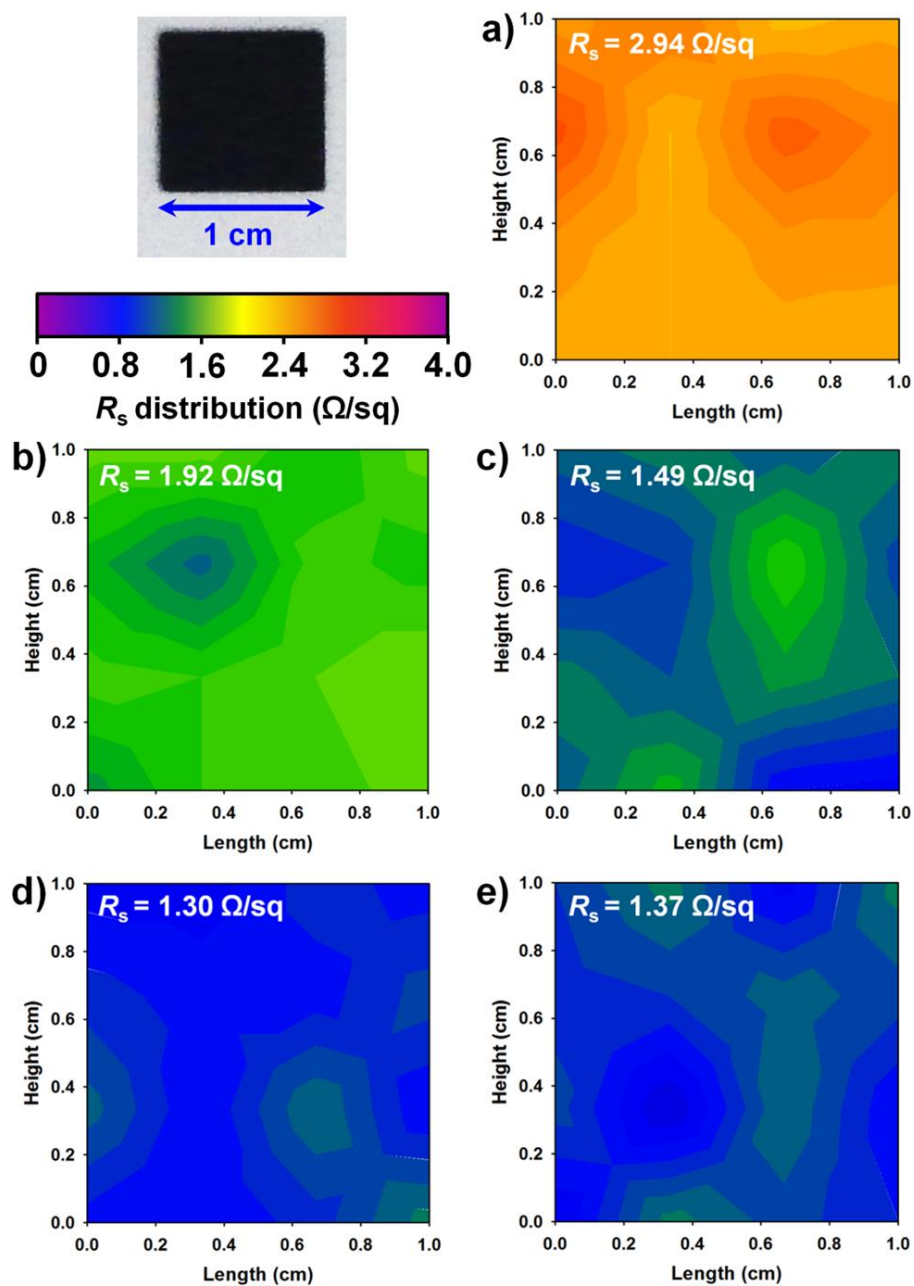 1 cm
0 0.8 1.6 2.4 3.2 4.0
Rs distribution (Ω/sq)
a)
Rs = 2.94 Ω/sq
Height (cm)
1.0
0.8
0.6
0.4
0.2
0.0
0.0 0.2 0.4 0.6 0.8 1.0
Length (cm)
b)
Rs = 1.92 Ω/sq
Height (cm)
1.0
0.8
0.6
0.4
0.2
0.0
0.0 0.2 0.4 0.6 0.8 1.0
Length (cm)
c)
Rs = 1.49 Ω/sq
Height (cm)
1.0
0.8
0.6
0.4
0.2
0.0
0.0 0.2 0.4 0.6 0.8 1.0
Length (cm)
d)
Rs = 1.30 Ω/sq
Height (cm)
1.0
0.8
0.6
0.4
0.2
0.0
0.0 0.2 0.4 0.6 0.8 1.0
Length (cm)
e)
Rs = 1.37 Ω/sq
Height (cm)
1.0
0.8
0.6
0.4
0.2
0.0
0.0 0.2 0.4 0.6 0.8 1.0
Length (cm)